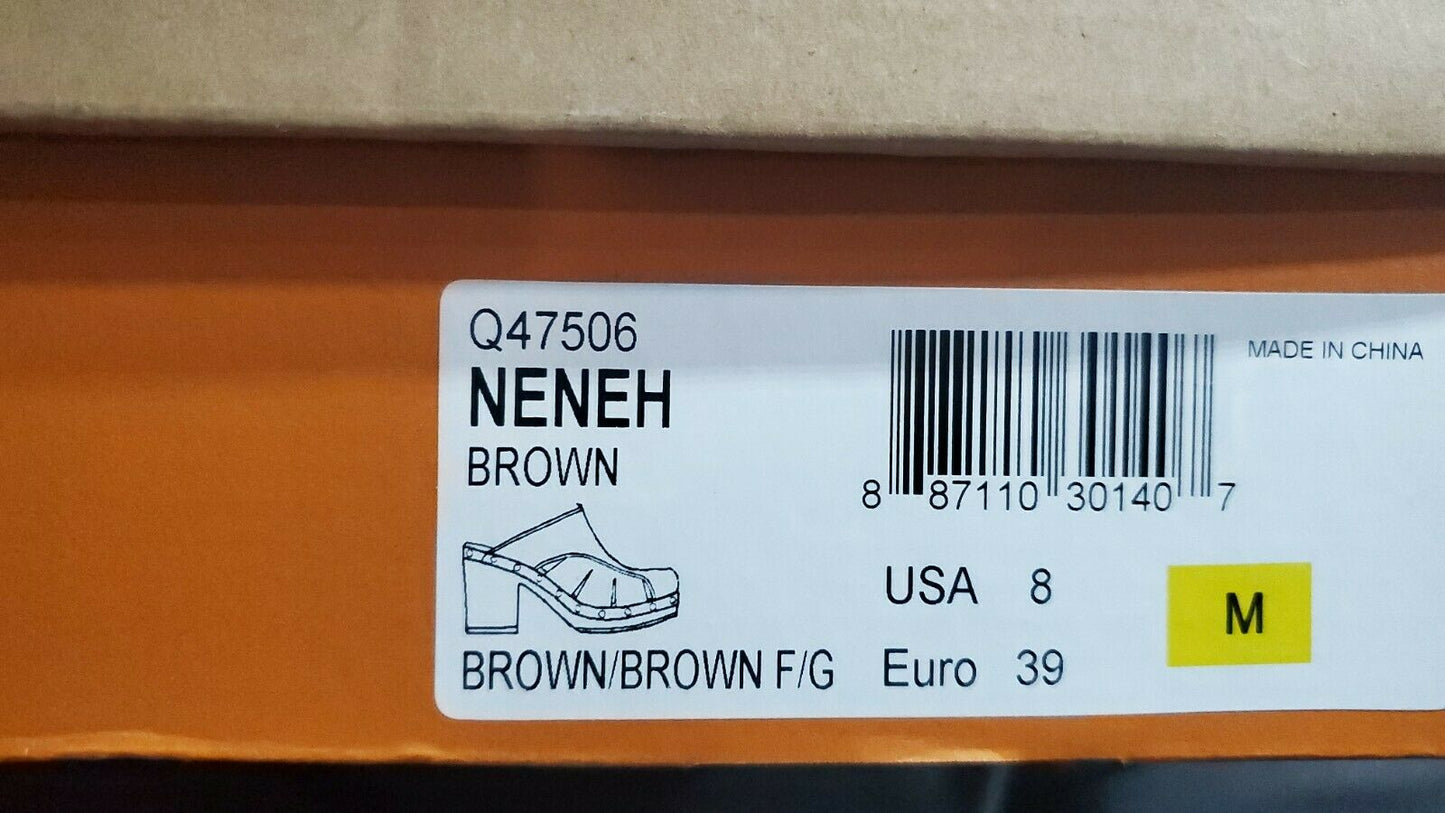 Q47506
NENEH
BROWN
BROWN/BROWN F/G
8 87110 30140 7
MADE IN CHINA
USA 8
Euro 39
M